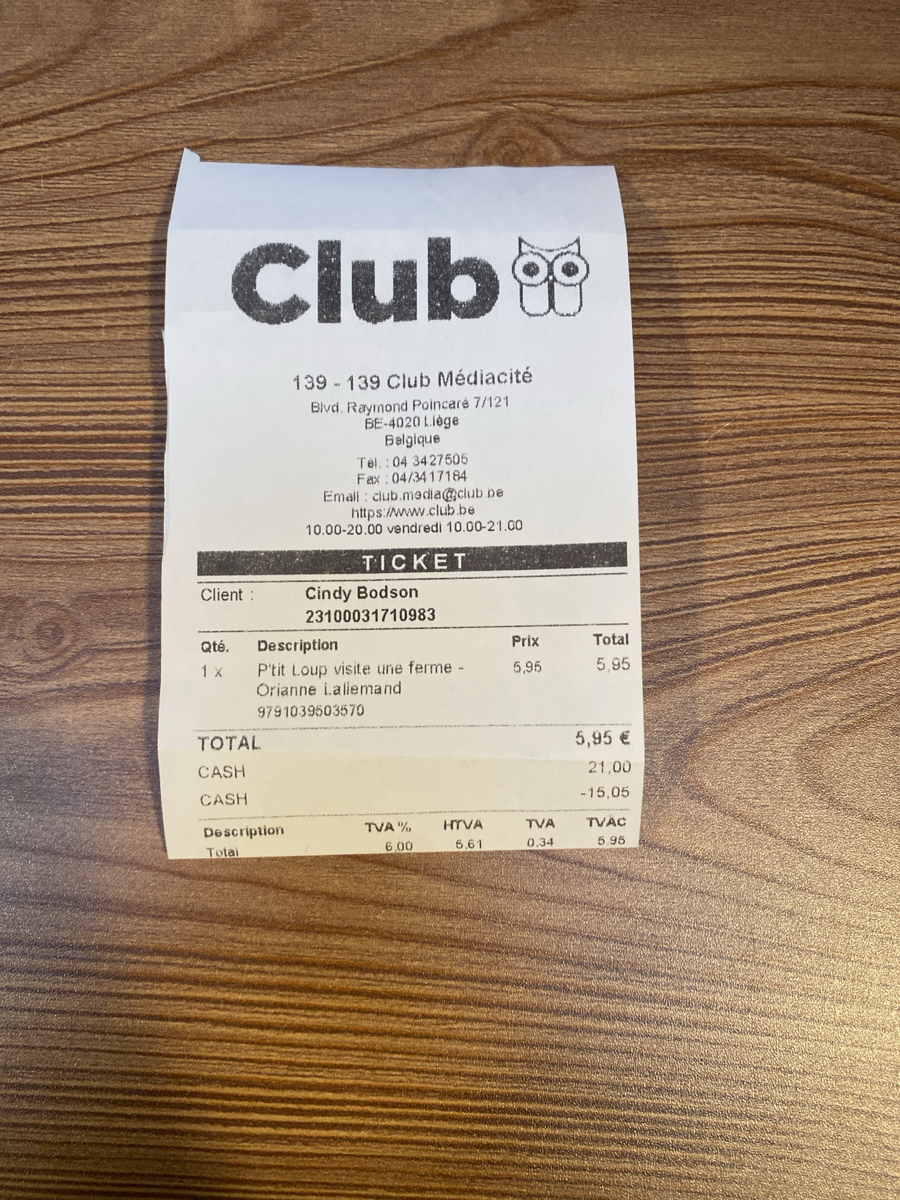 Club
139 - 139 Club Médiacité
Blvd. Raymond Poincaré 7/121
BE-4020 Liège
Belgique
Tél. : 04 3427505
Fax : 04/3417184
Email : club.media@club.be
https://www.club.be
10.00-20.00 vendredi 10.00-21.00
TICKET
Client : Cindy Bodson
23100031710983
Qté. Description Prix Total
1 x P'tit Loup visite une ferme - 5,95 5,95
Orianne Lallemand
9791039503570
TOTAL 5,95 €
CASH 21,00
CASH -15,05
Description TVA % HTVA TVA TVAC
Total 6,00 5,61 0,34 5,95